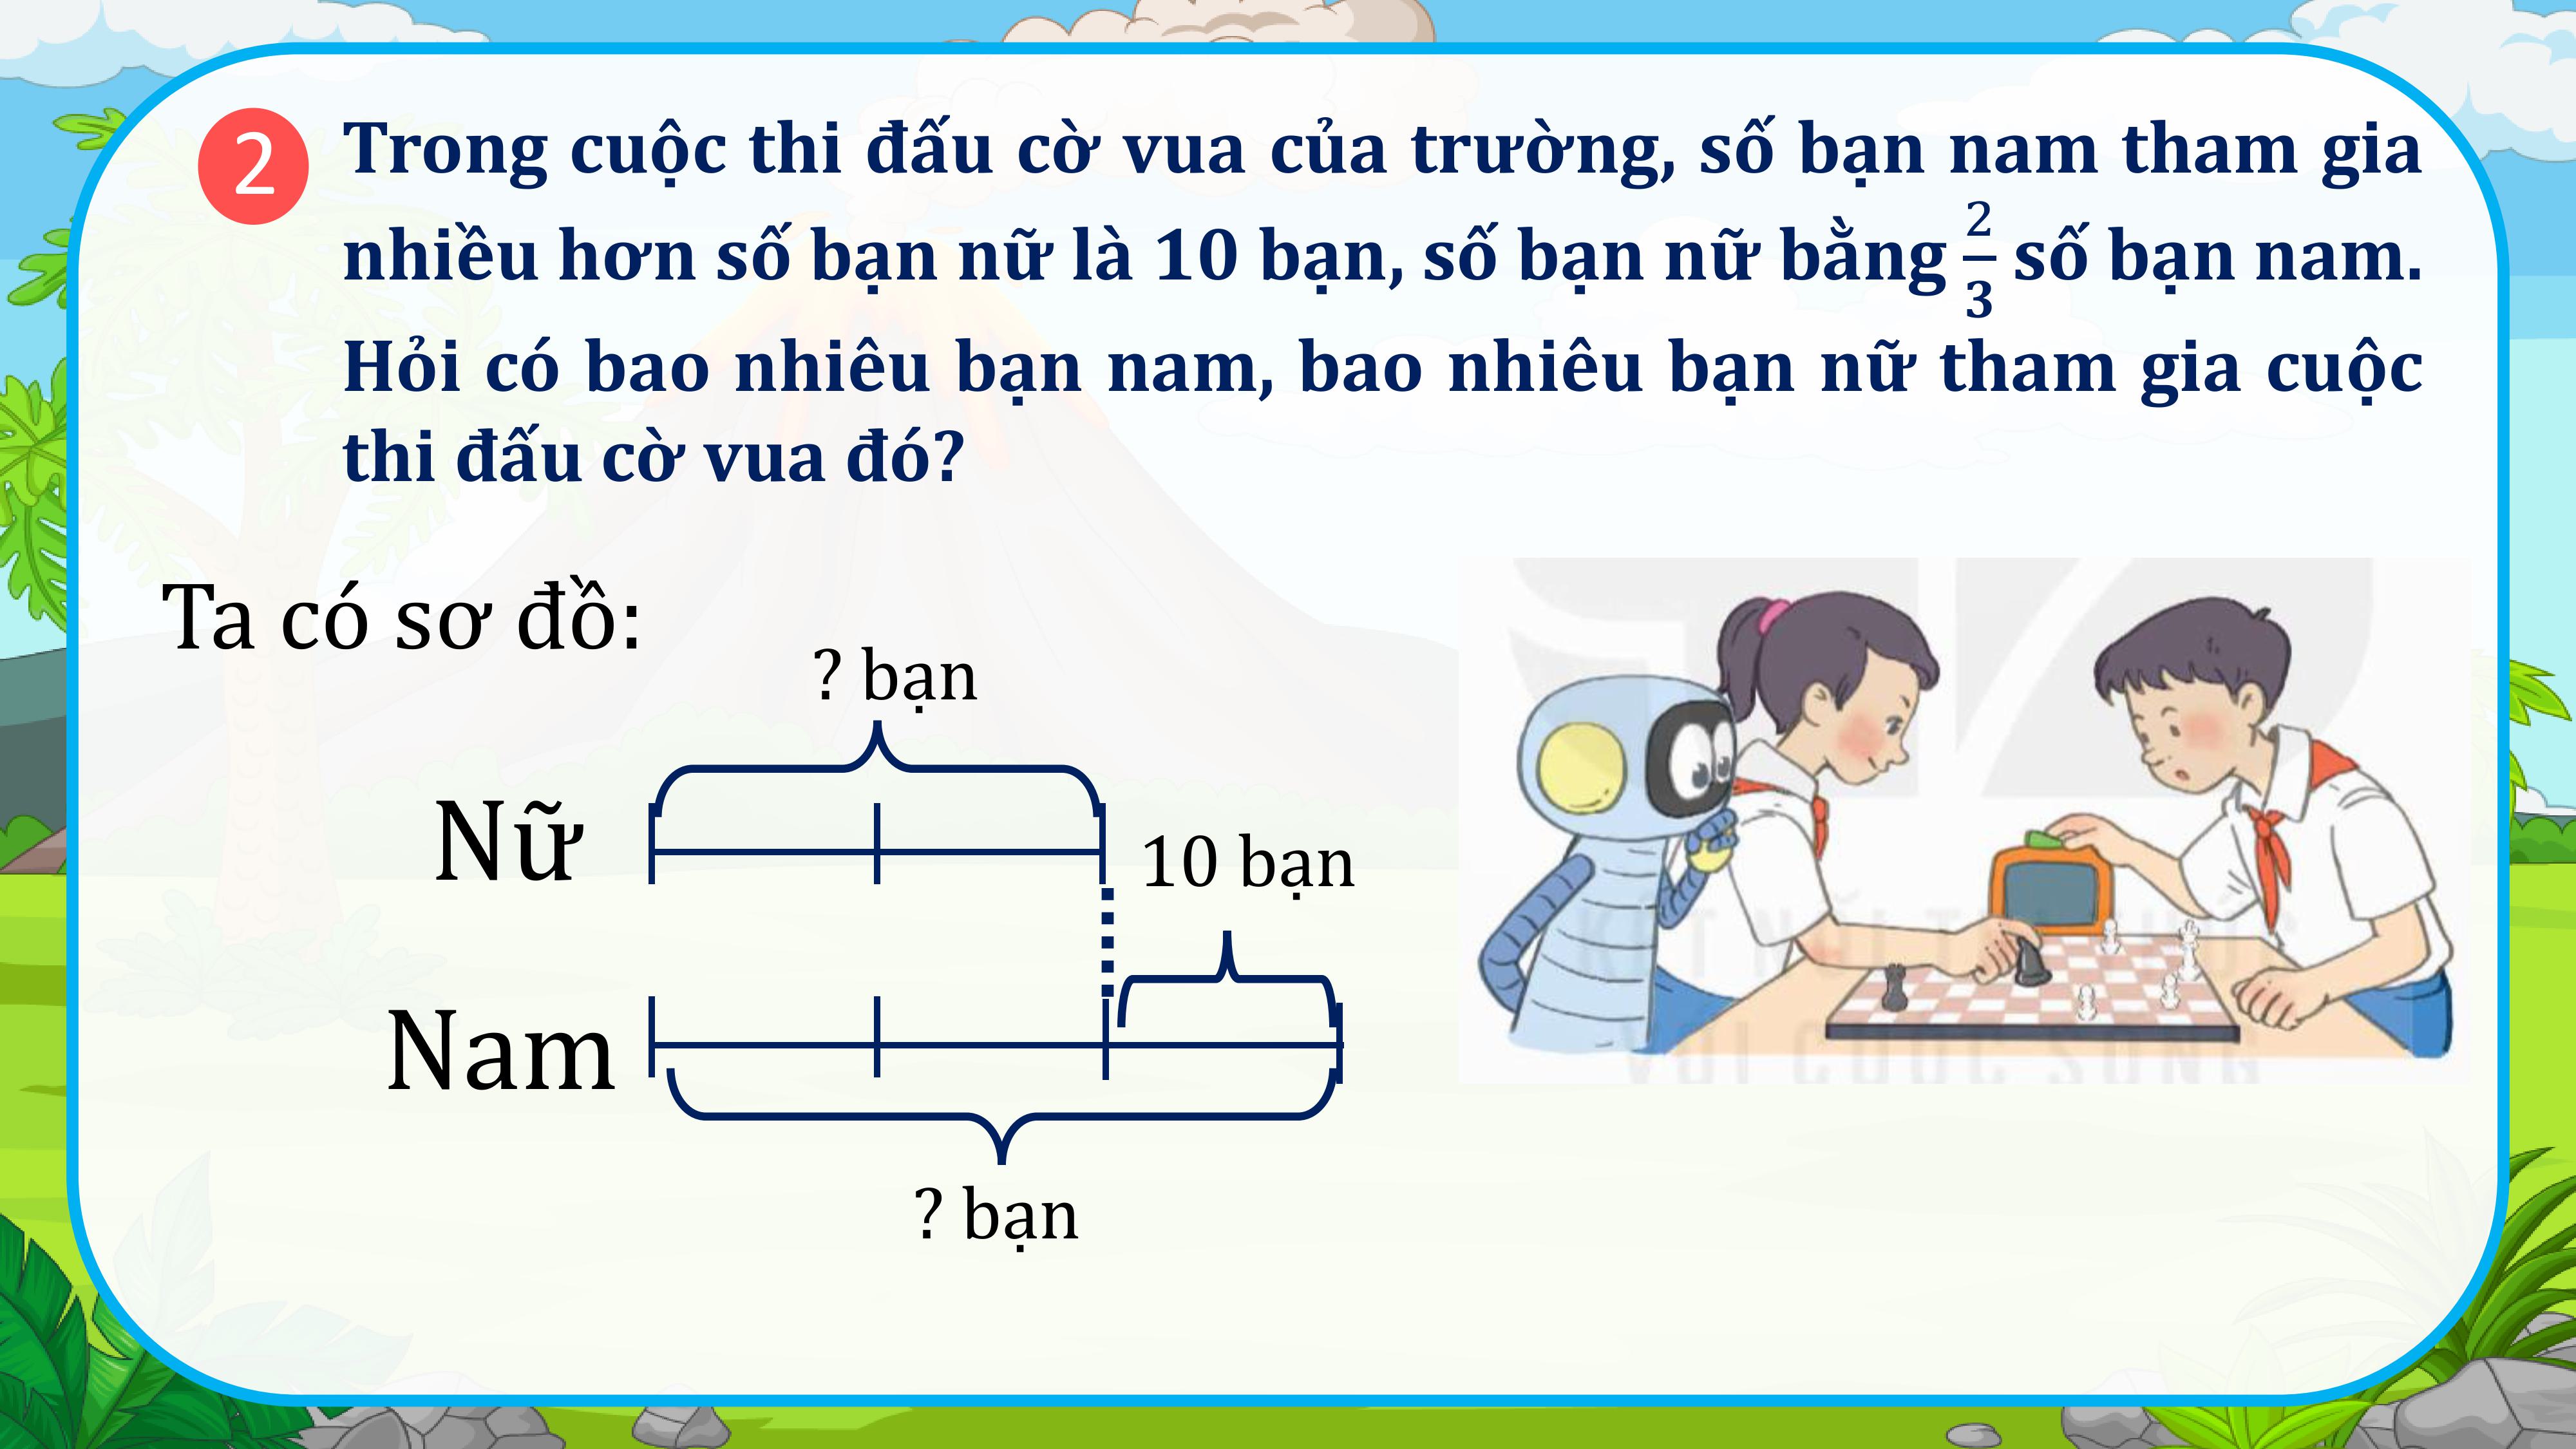 2
Trong cuộc thi đấu cờ vua của trường, số bạn nam tham gia
nhiều hơn số bạn nữ là 10 bạn, số bạn nữ bằng 2/3 số bạn nam.
Hỏi có bao nhiêu bạn nam, bao nhiêu bạn nữ tham gia cuộc
thi đấu cờ vua đó?
Ta có sơ đồ:
? bạn
Nữ
10 bạn
Nam
? bạn